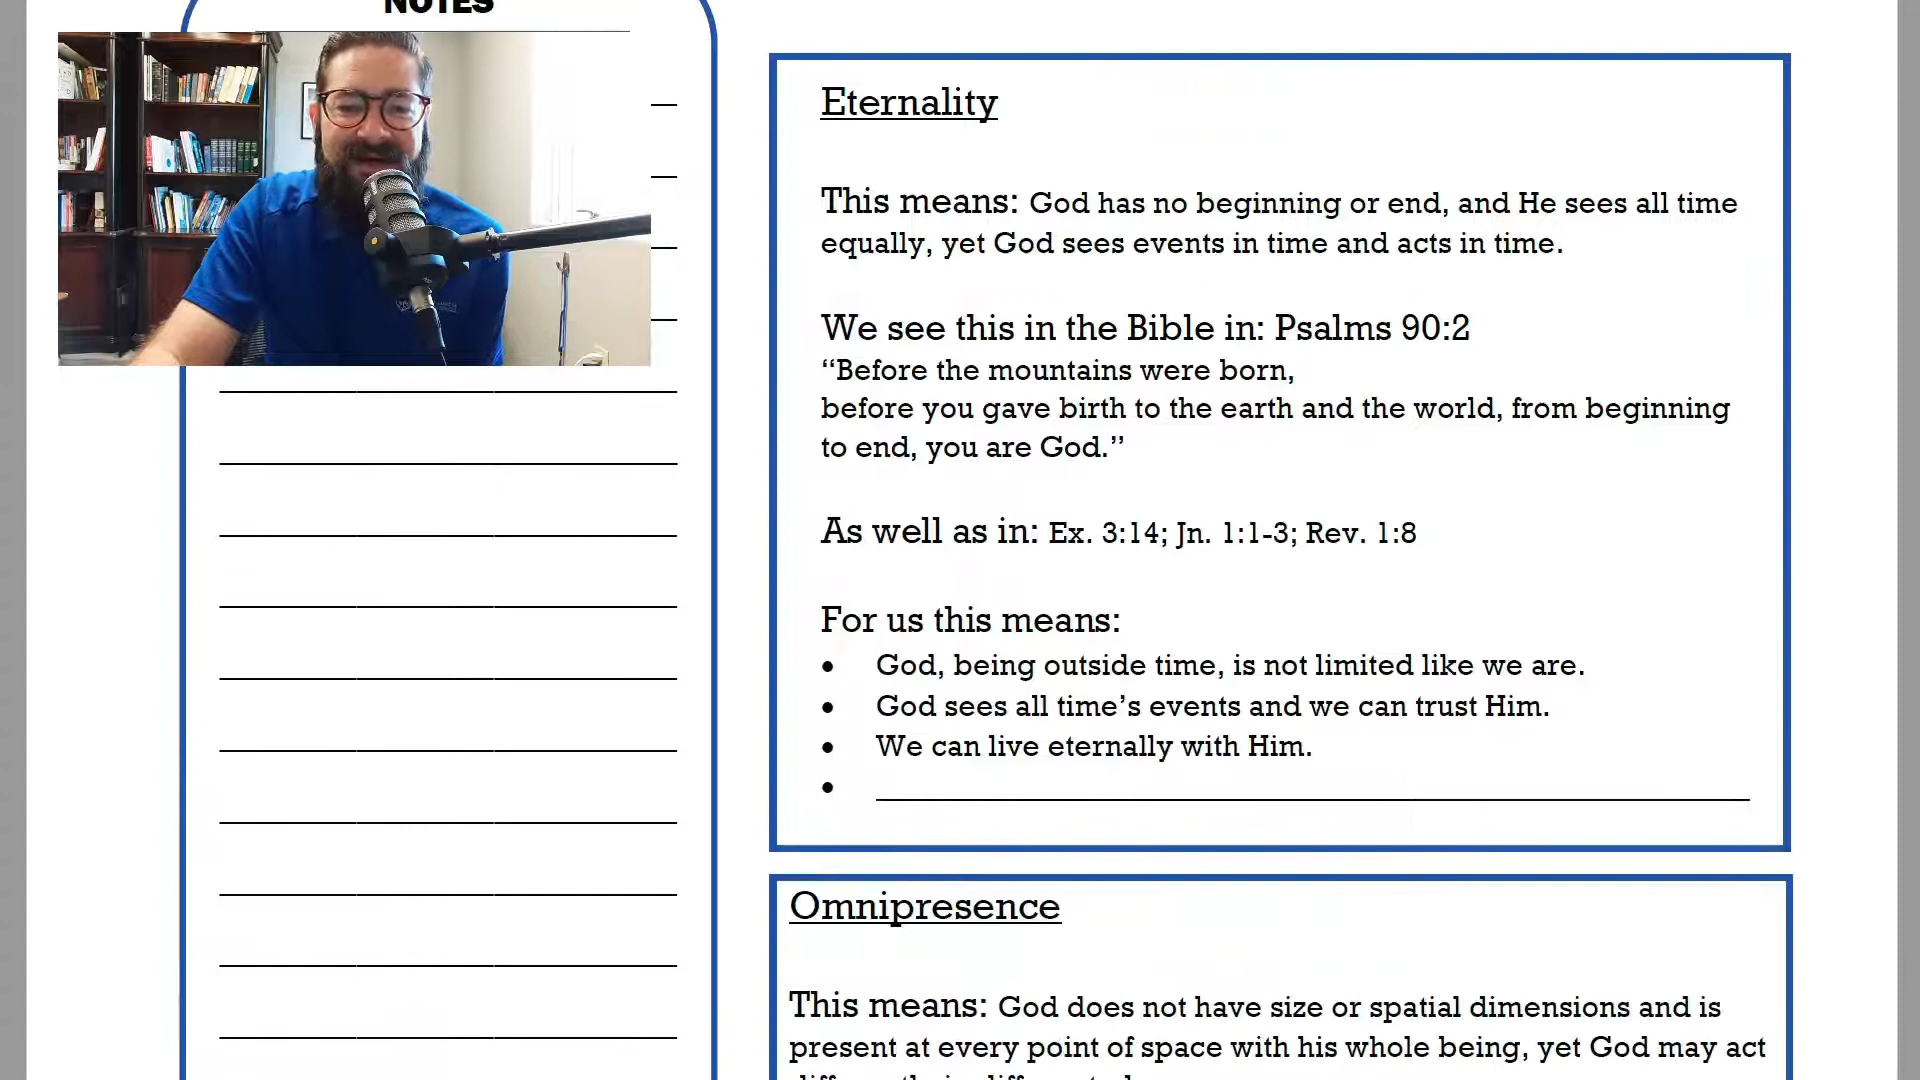 NOTES
Eternality
This means: God has no beginning or end, and He sees all time
equally, yet God sees events in time and acts in time.
We see this in the Bible in: Psalms 90:2
“Before the mountains were born,
before you gave birth to the earth and the world, from beginning
to end, you are God.”
As well as in: Ex. 3:14; Jn. 1:1-3; Rev. 1:8
For us this means:
• God, being outside time, is not limited like we are.
• God sees all time’s events and we can trust Him.
• We can live eternally with Him.
•
Omnipresence
This means: God does not have size or spatial dimensions and is
present at every point of space with his whole being, yet God may act